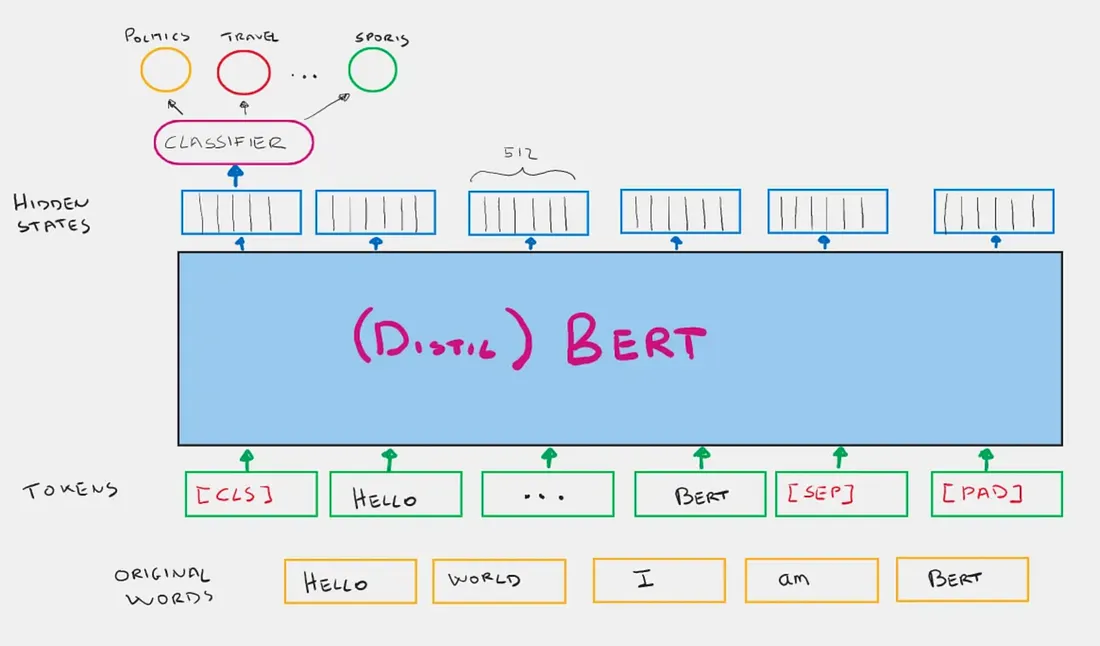 POLITICS TRAVEL SPORTS
...
CLASSIFIER
512
HIDDEN
STATES
(DISTIL) BERT
TOKENS
[CLS] HELLO ... BERT [SEP] [PAD]
ORIGINAL
WORDS
HELLO WORLD I am BERT